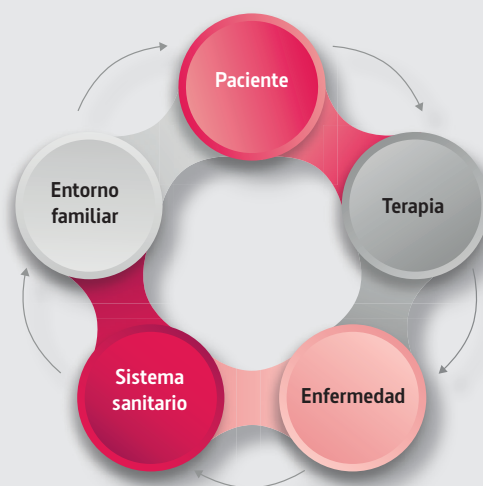 Paciente
Terapia
Enfermedad
Sistema
sanitario
Entorno
familiar